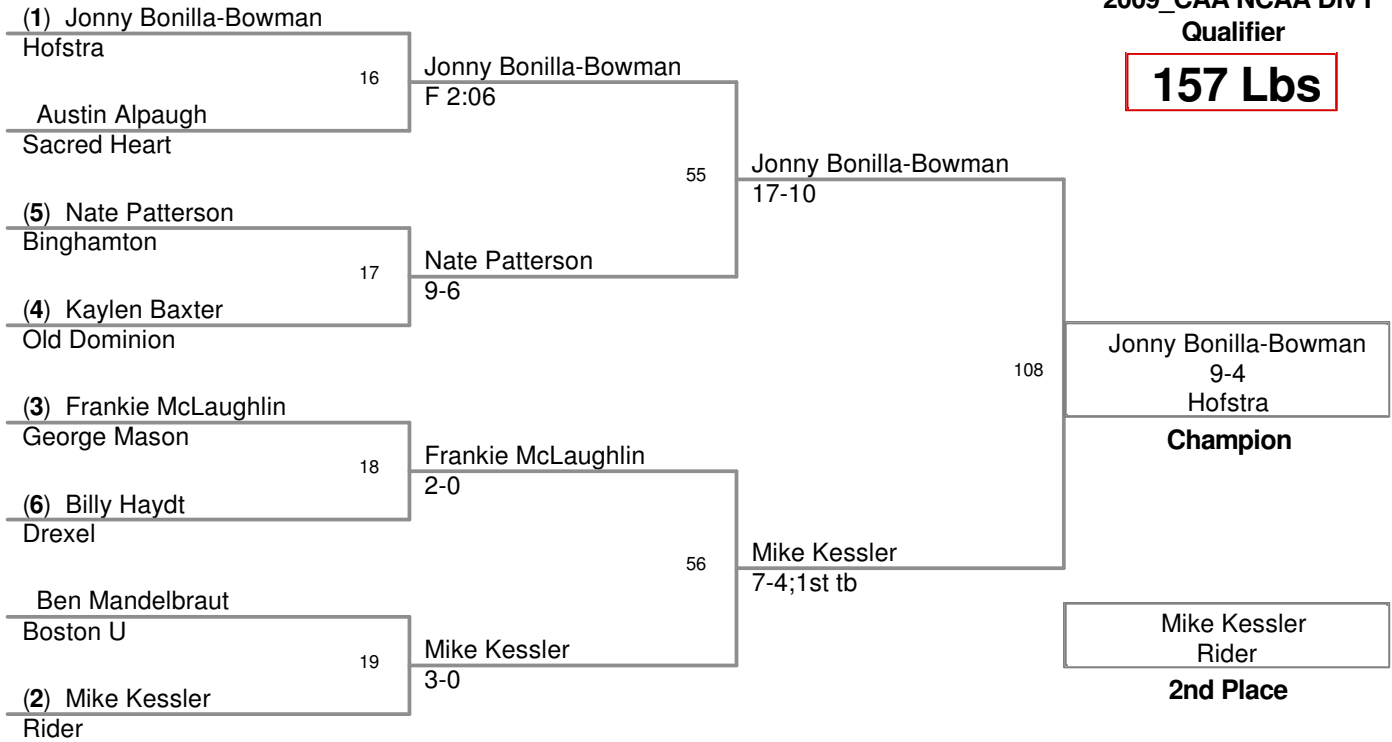 2009_CAA NCAA Div I
Qualifier
157 Lbs
(1) Jonny Bonilla-Bowman
Hofstra
16
Austin Alpaugh
Sacred Heart
Jonny Bonilla-Bowman
F 2:06
(5) Nate Patterson
Binghamton
17
(4) Kaylen Baxter
Old Dominion
Nate Patterson
9-6
55
Jonny Bonilla-Bowman
17-10
(3) Frankie McLaughlin
George Mason
18
(6) Billy Haydt
Drexel
Frankie McLaughlin
2-0
Ben Mandelbraut
Boston U
19
(2) Mike Kessler
Rider
Mike Kessler
3-0
56
Mike Kessler
7-4;1st tb
108
Jonny Bonilla-Bowman
9-4
Hofstra
Champion
Mike Kessler
Rider
2nd Place